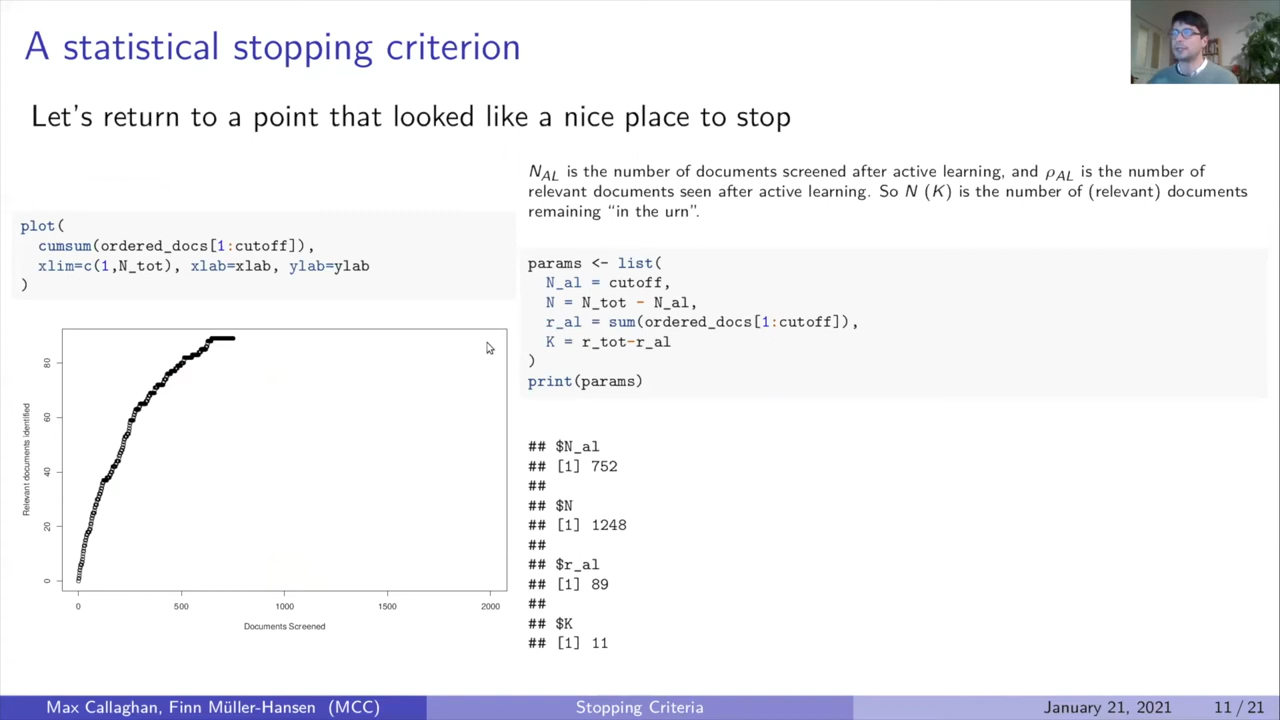 A statistical stopping criterion
Let's return to a point that looked like a nice place to stop
plot(
cumsum(ordered_docs[1:cutoff]),
xlim=c(1,N_tot), xlab=xlab, ylab=ylab
)
Relevant documents identified
80
60
40
20
0
0 500 1000 1500 2000
Documents Screened
N_AL is the number of documents screened after active learning, and ρ_AL is the number of
relevant documents seen after active learning. So N (K) is the number of (relevant) documents
remaining “in the urn”.
params <- list(
N_al = cutoff,
N = N_tot - N_al,
r_al = sum(ordered_docs[1:cutoff]),
K = r_tot-r_al
)
print(params)
## $N_al
## [1] 752
##
## $N
## [1] 1248
##
## $r_al
## [1] 89
##
## $K
## [1] 11
Max Callaghan, Finn Müller-Hansen (MCC) Stopping Criteria January 21, 2021 11 / 21